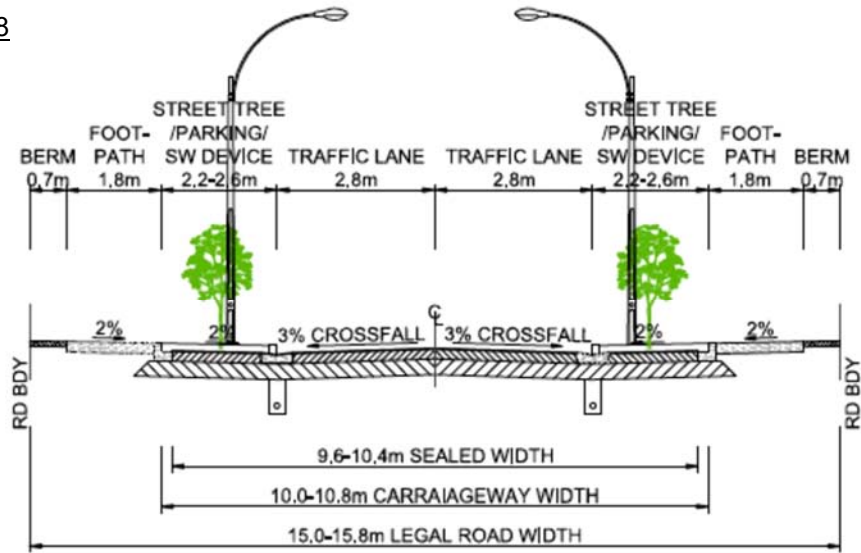 8
STREET TREE
/PARKING/
SW DEVICE
2,2-2,6m
FOOT-
PATH
1,8m
BERM
0,7m
TRAFFIC LANE
2,8m
TRAFFIC LANE
2,8m
STREET TREE
/PARKING/
SW DEVICE
2,2-2,6m
FOOT-
PATH
1,8m
BERM
0,7m
2%
2%
3% CROSSFALL
CL
3% CROSSFALL
2%
2%
RD BDY
RD BDY
9,6-10,4m SEALED WIDTH
10,0-10,8m CARRAIAGEWAY WIDTH
15,0-15,8m LEGAL ROAD WIDTH